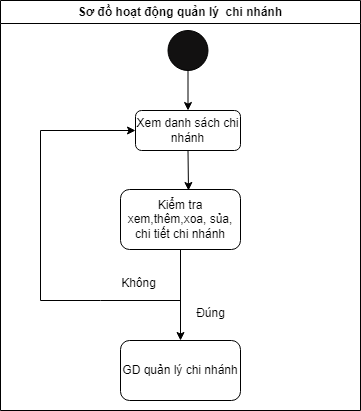 Sơ đồ hoạt động quản lý  chi nhánh
Xem danh sách chi
nhánh
Kiểm tra
xem,thêm,xoa, sủa,
chi tiết chi nhánh
Không
Đúng
GD quản lý chi nhánh